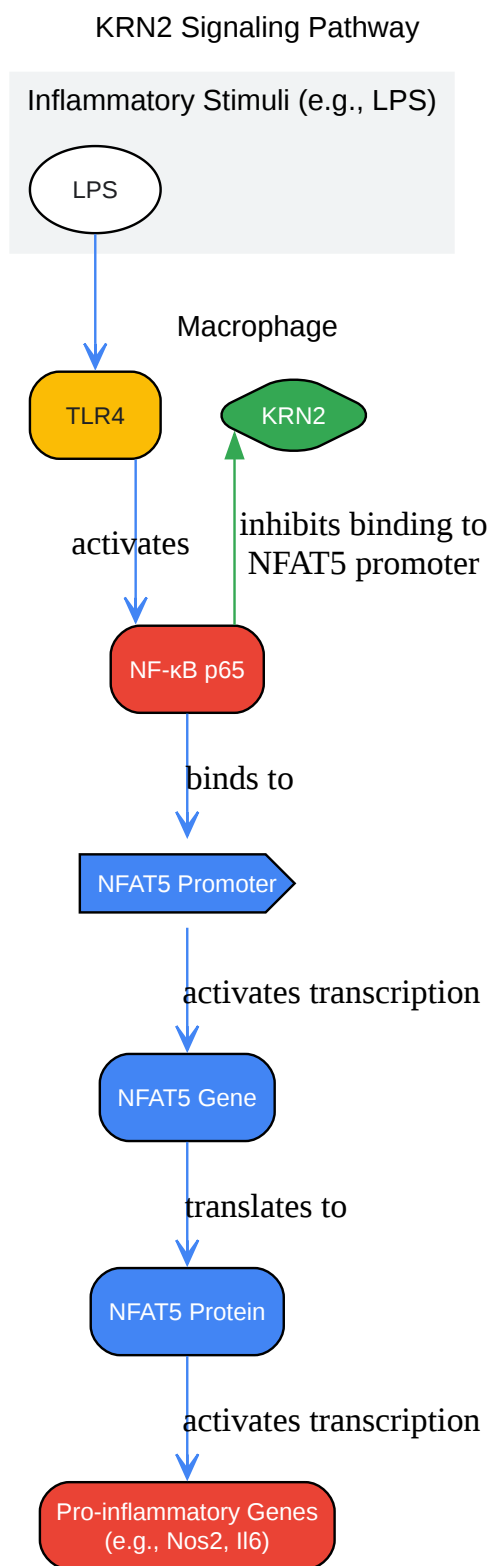 KRN2 Signaling Pathway
Inflammatory Stimuli (e.g., LPS)
LPS
Macrophage
TLR4
KRN2
activates
inhibits binding to
NFAT5 promoter
NF-κB p65
binds to
NFAT5 Promoter
activates transcription
NFAT5 Gene
translates to
NFAT5 Protein
activates transcription
Pro-inflammatory Genes
(e.g., Nos2, Il6)